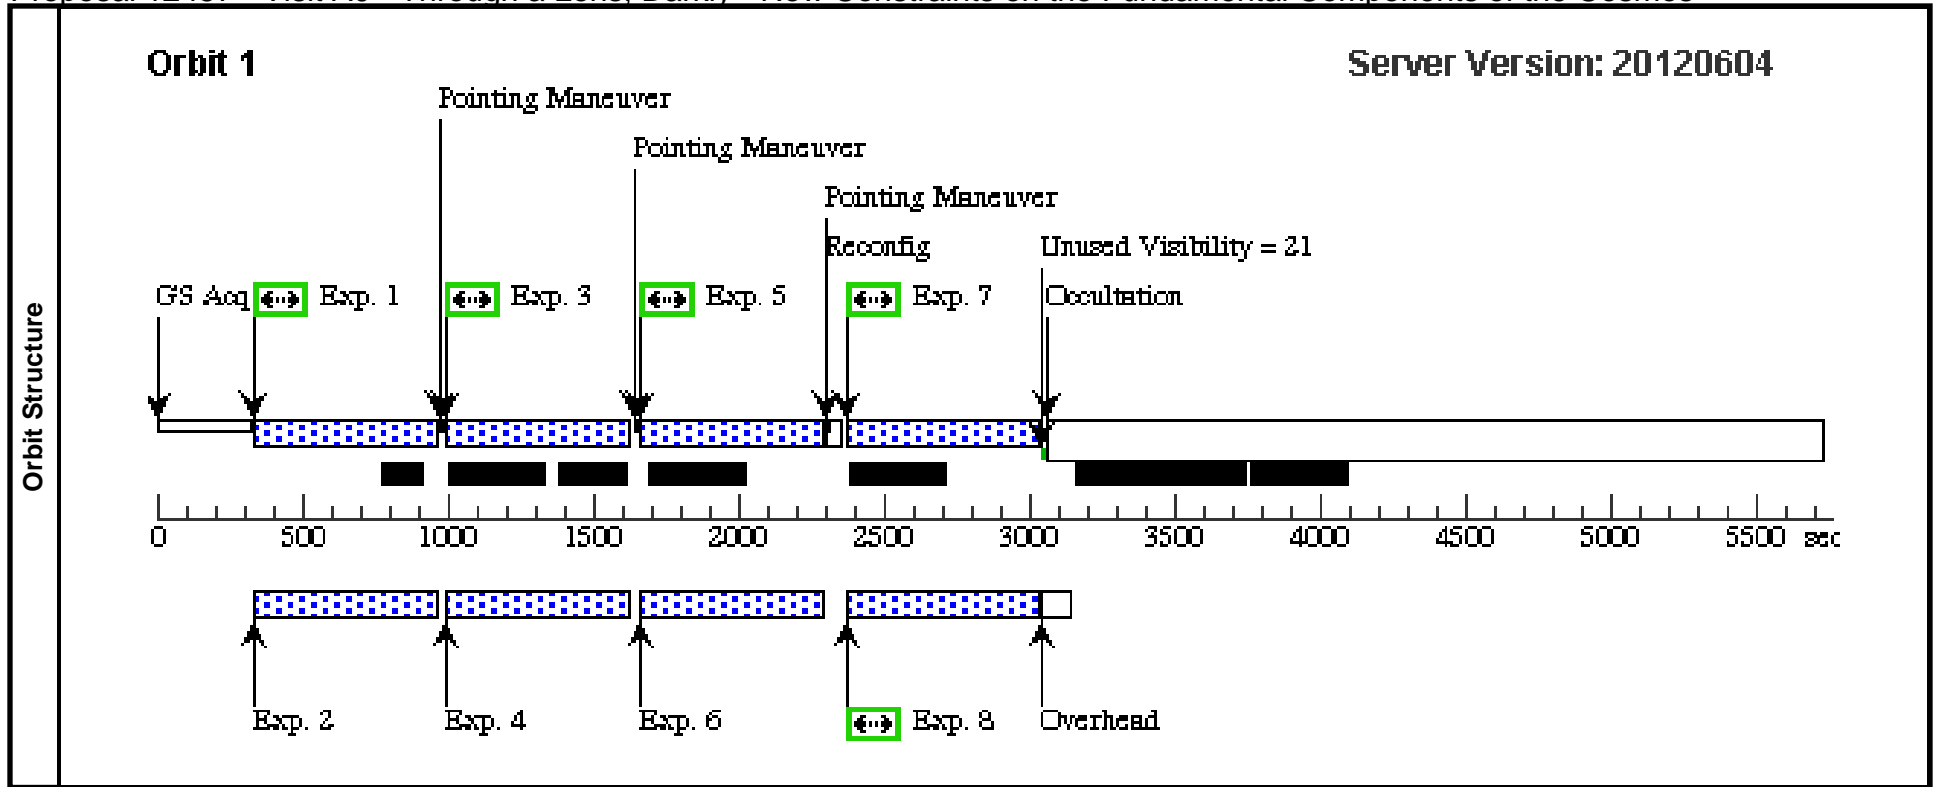 Orbit 1
Server Version: 20120604
Pointing Maneuver
Pointing Maneuver
Pointing Maneuver
Reconfig
Unused Visibility = 21
GS Acq
Exp. 1
Exp. 3
Exp. 5
Exp. 7
Occultation
Orbit Structure
0 500 1000 1500 2000 2500 3000 3500 4000 4500 5000 5500 sec
Exp. 2
Exp. 4
Exp. 6
Exp. 8
Overhead